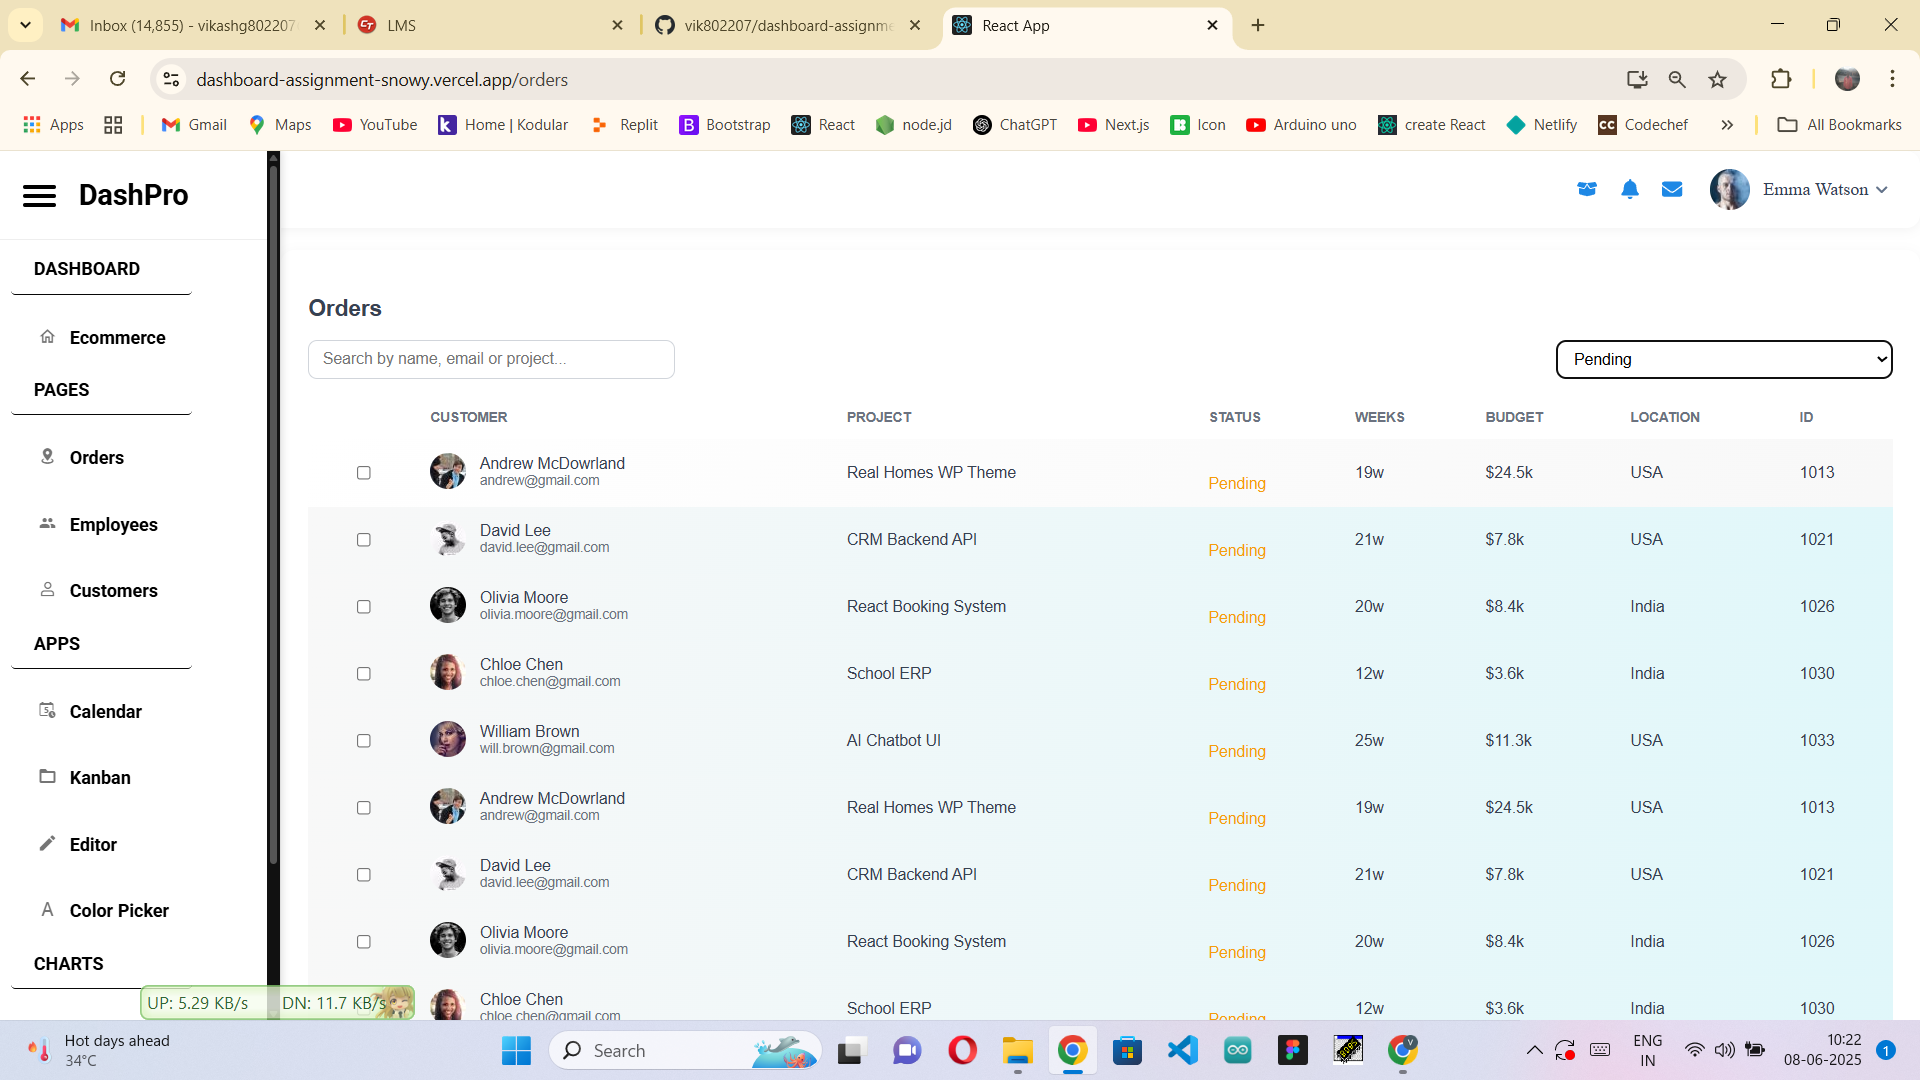 Inbox (14,855) - vikashg802207
LMS
vik802207/dashboard-assignme
React App
dashboard-assignment-snowy.vercel.app/orders
Apps
Gmail
Maps
YouTube
Home | Kodular
Replit
Bootstrap
React
node.jd
ChatGPT
Next.js
Icon
Arduino uno
create React
Netlify
Codechef
All Bookmarks
DashPro
Emma Watson
DASHBOARD
Ecommerce
PAGES
Orders
Employees
Customers
APPS
Calendar
Kanban
Editor
Color Picker
CHARTS
Orders
Search by name, email or project...
Pending
CUSTOMER PROJECT STATUS WEEKS BUDGET LOCATION ID
Andrew McDowrland
andrew@gmail.com
Real Homes WP Theme Pending 19w $24.5k USA 1013
David Lee
david.lee@gmail.com
CRM Backend API Pending 21w $7.8k USA 1021
Olivia Moore
olivia.moore@gmail.com
React Booking System Pending 20w $8.4k India 1026
Chloe Chen
chloe.chen@gmail.com
School ERP Pending 12w $3.6k India 1030
William Brown
will.brown@gmail.com
AI Chatbot UI Pending 25w $11.3k USA 1033
Andrew McDowrland
andrew@gmail.com
Real Homes WP Theme Pending 19w $24.5k USA 1013
David Lee
david.lee@gmail.com
CRM Backend API Pending 21w $7.8k USA 1021
Olivia Moore
olivia.moore@gmail.com
React Booking System Pending 20w $8.4k India 1026
Chloe Chen
chloe.chen@gmail.com
School ERP Pending 12w $3.6k India 1030
UP: 5.29 KB/s DN: 11.7 KB/s
Hot days ahead
34°C
Search
ENG
IN
10:22
08-06-2025
1